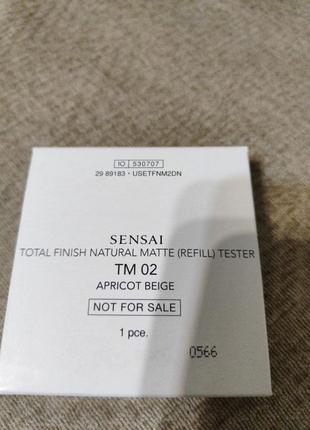 IO 530707
29 89183 • USETFNM2DN
SENSAI
TOTAL FINISH NATURAL MATTE (REFILL) TESTER
TM 02
APRICOT BEIGE
NOT FOR SALE
1 pce.
0566